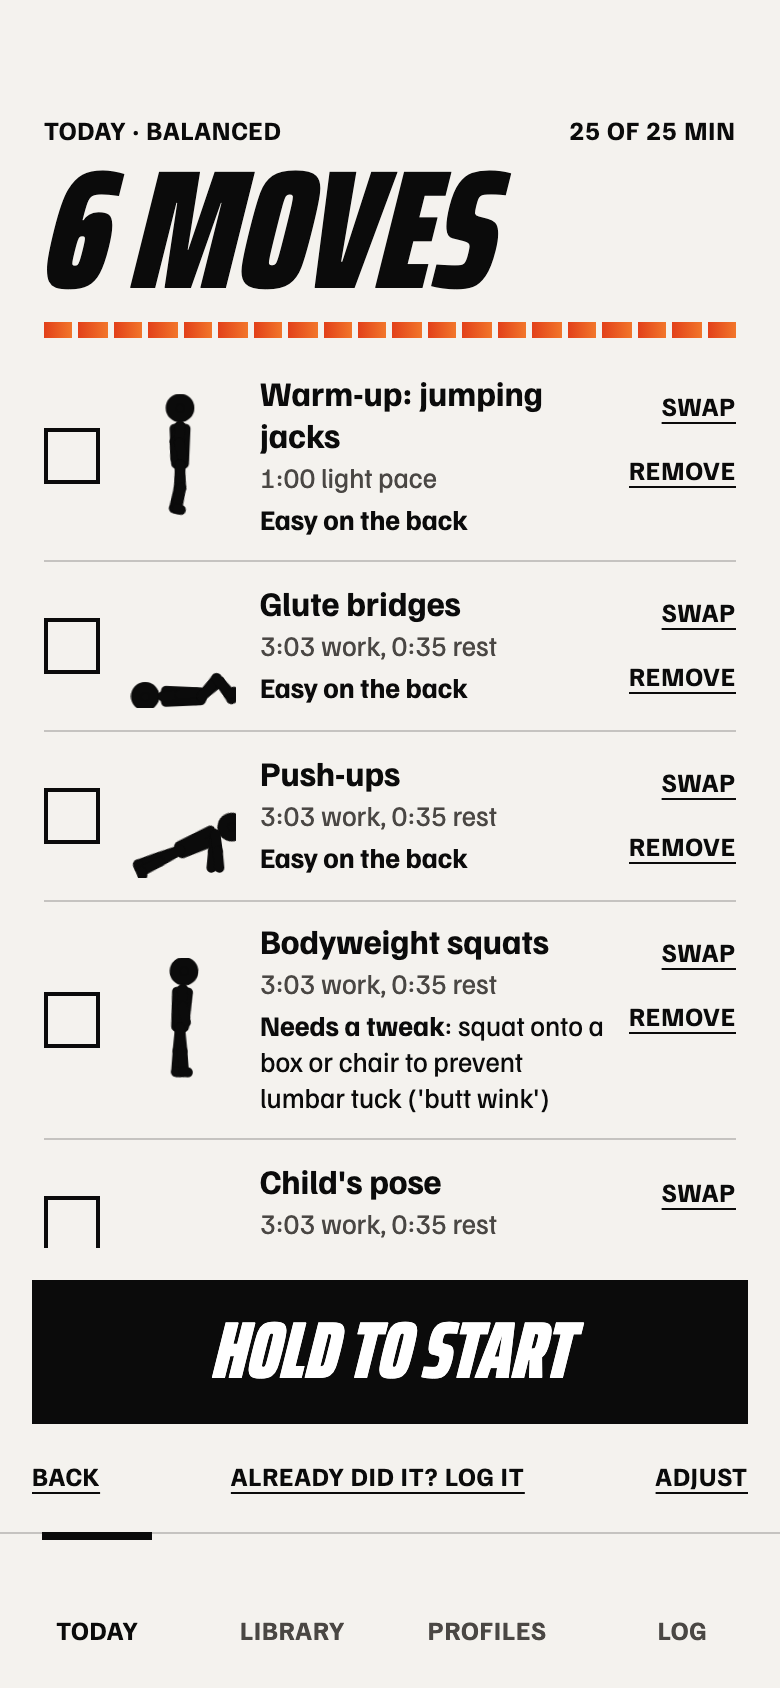 TODAY · BALANCED
25 OF 25 MIN
6 MOVES
Warm-up: jumping
jacks
1:00 light pace
Easy on the back
SWAP
REMOVE
Glute bridges
3:03 work, 0:35 rest
Easy on the back
SWAP
REMOVE
Push-ups
3:03 work, 0:35 rest
Easy on the back
SWAP
REMOVE
Bodyweight squats
3:03 work, 0:35 rest
Needs a tweak: squat onto a
box or chair to prevent
lumbar tuck ('butt wink')
SWAP
REMOVE
Child's pose
3:03 work, 0:35 rest
SWAP
HOLD TO START
BACK
ALREADY DID IT? LOG IT
ADJUST
TODAY
LIBRARY
PROFILES
LOG